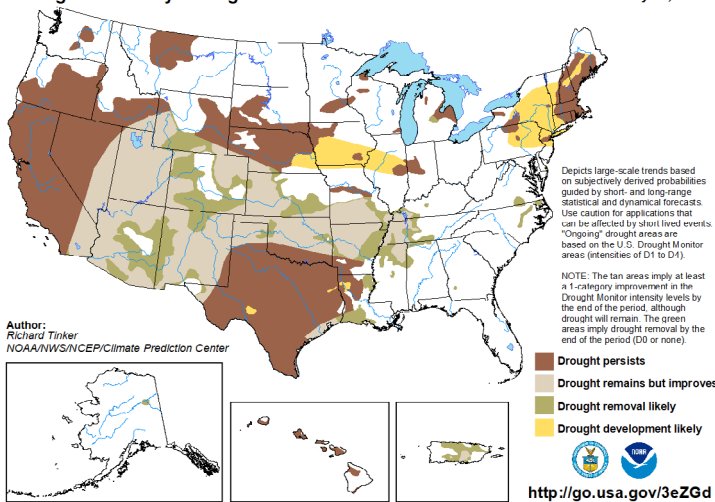 Depicts large-scale trends based
on subjectively derived probabilities
guided by short- and long-range
statistical and dynamical forecasts.
Use caution for applications that
can be affected by short lived events.
"Ongoing" drought areas are
based on the U.S. Drought Monitor
areas (intensities of D1 to D4).
NOTE: The tan areas imply at least
a 1-category improvement in the
Drought Monitor intensity levels by
the end of the period, although
drought will remain. The green
areas imply drought removal by the
end of the period (D0 or none).
Author:
Richard Tinker
NOAA/NWS/NCEP/Climate Prediction Center
Drought persists
Drought remains but improves
Drought removal likely
Drought development likely
NOAA
http://go.usa.gov/3eZGd